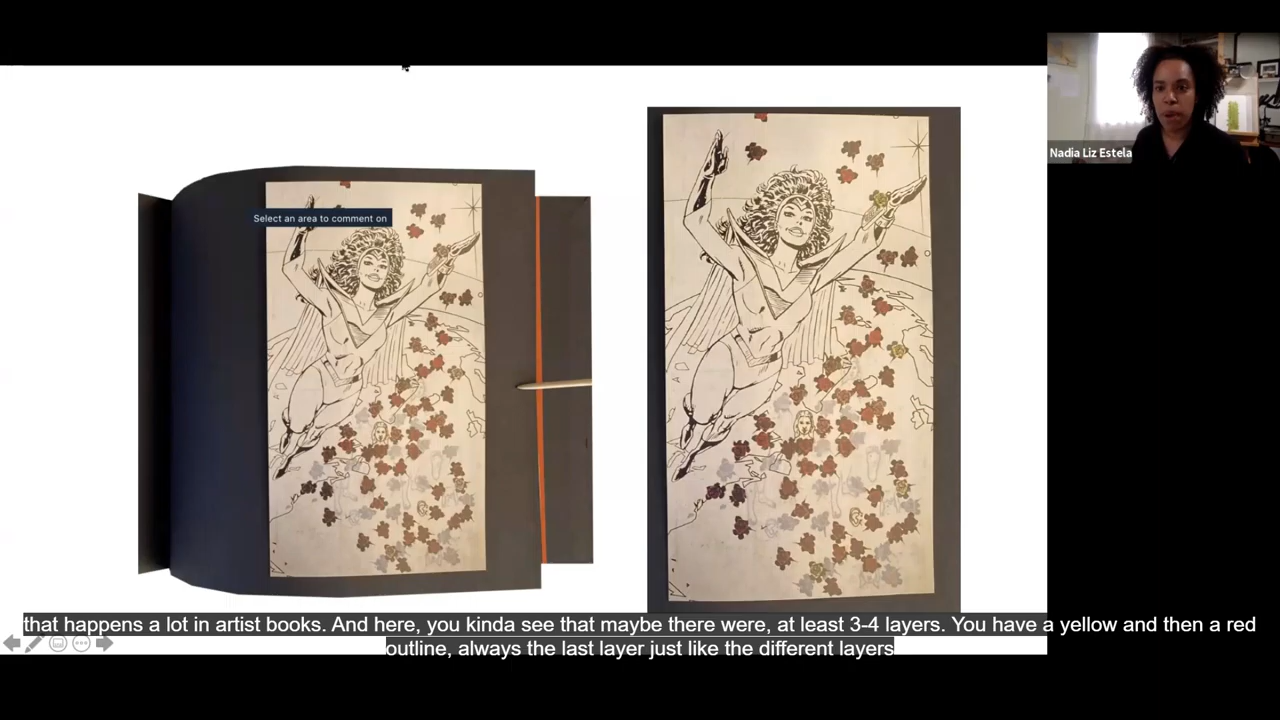 Nadia Liz Estela
Select an area to comment on
that happens a lot in artist books. And here, you kinda see that maybe there were, at least 3-4 layers. You have a yellow and then a red
outline, always the last layer just like the different layers